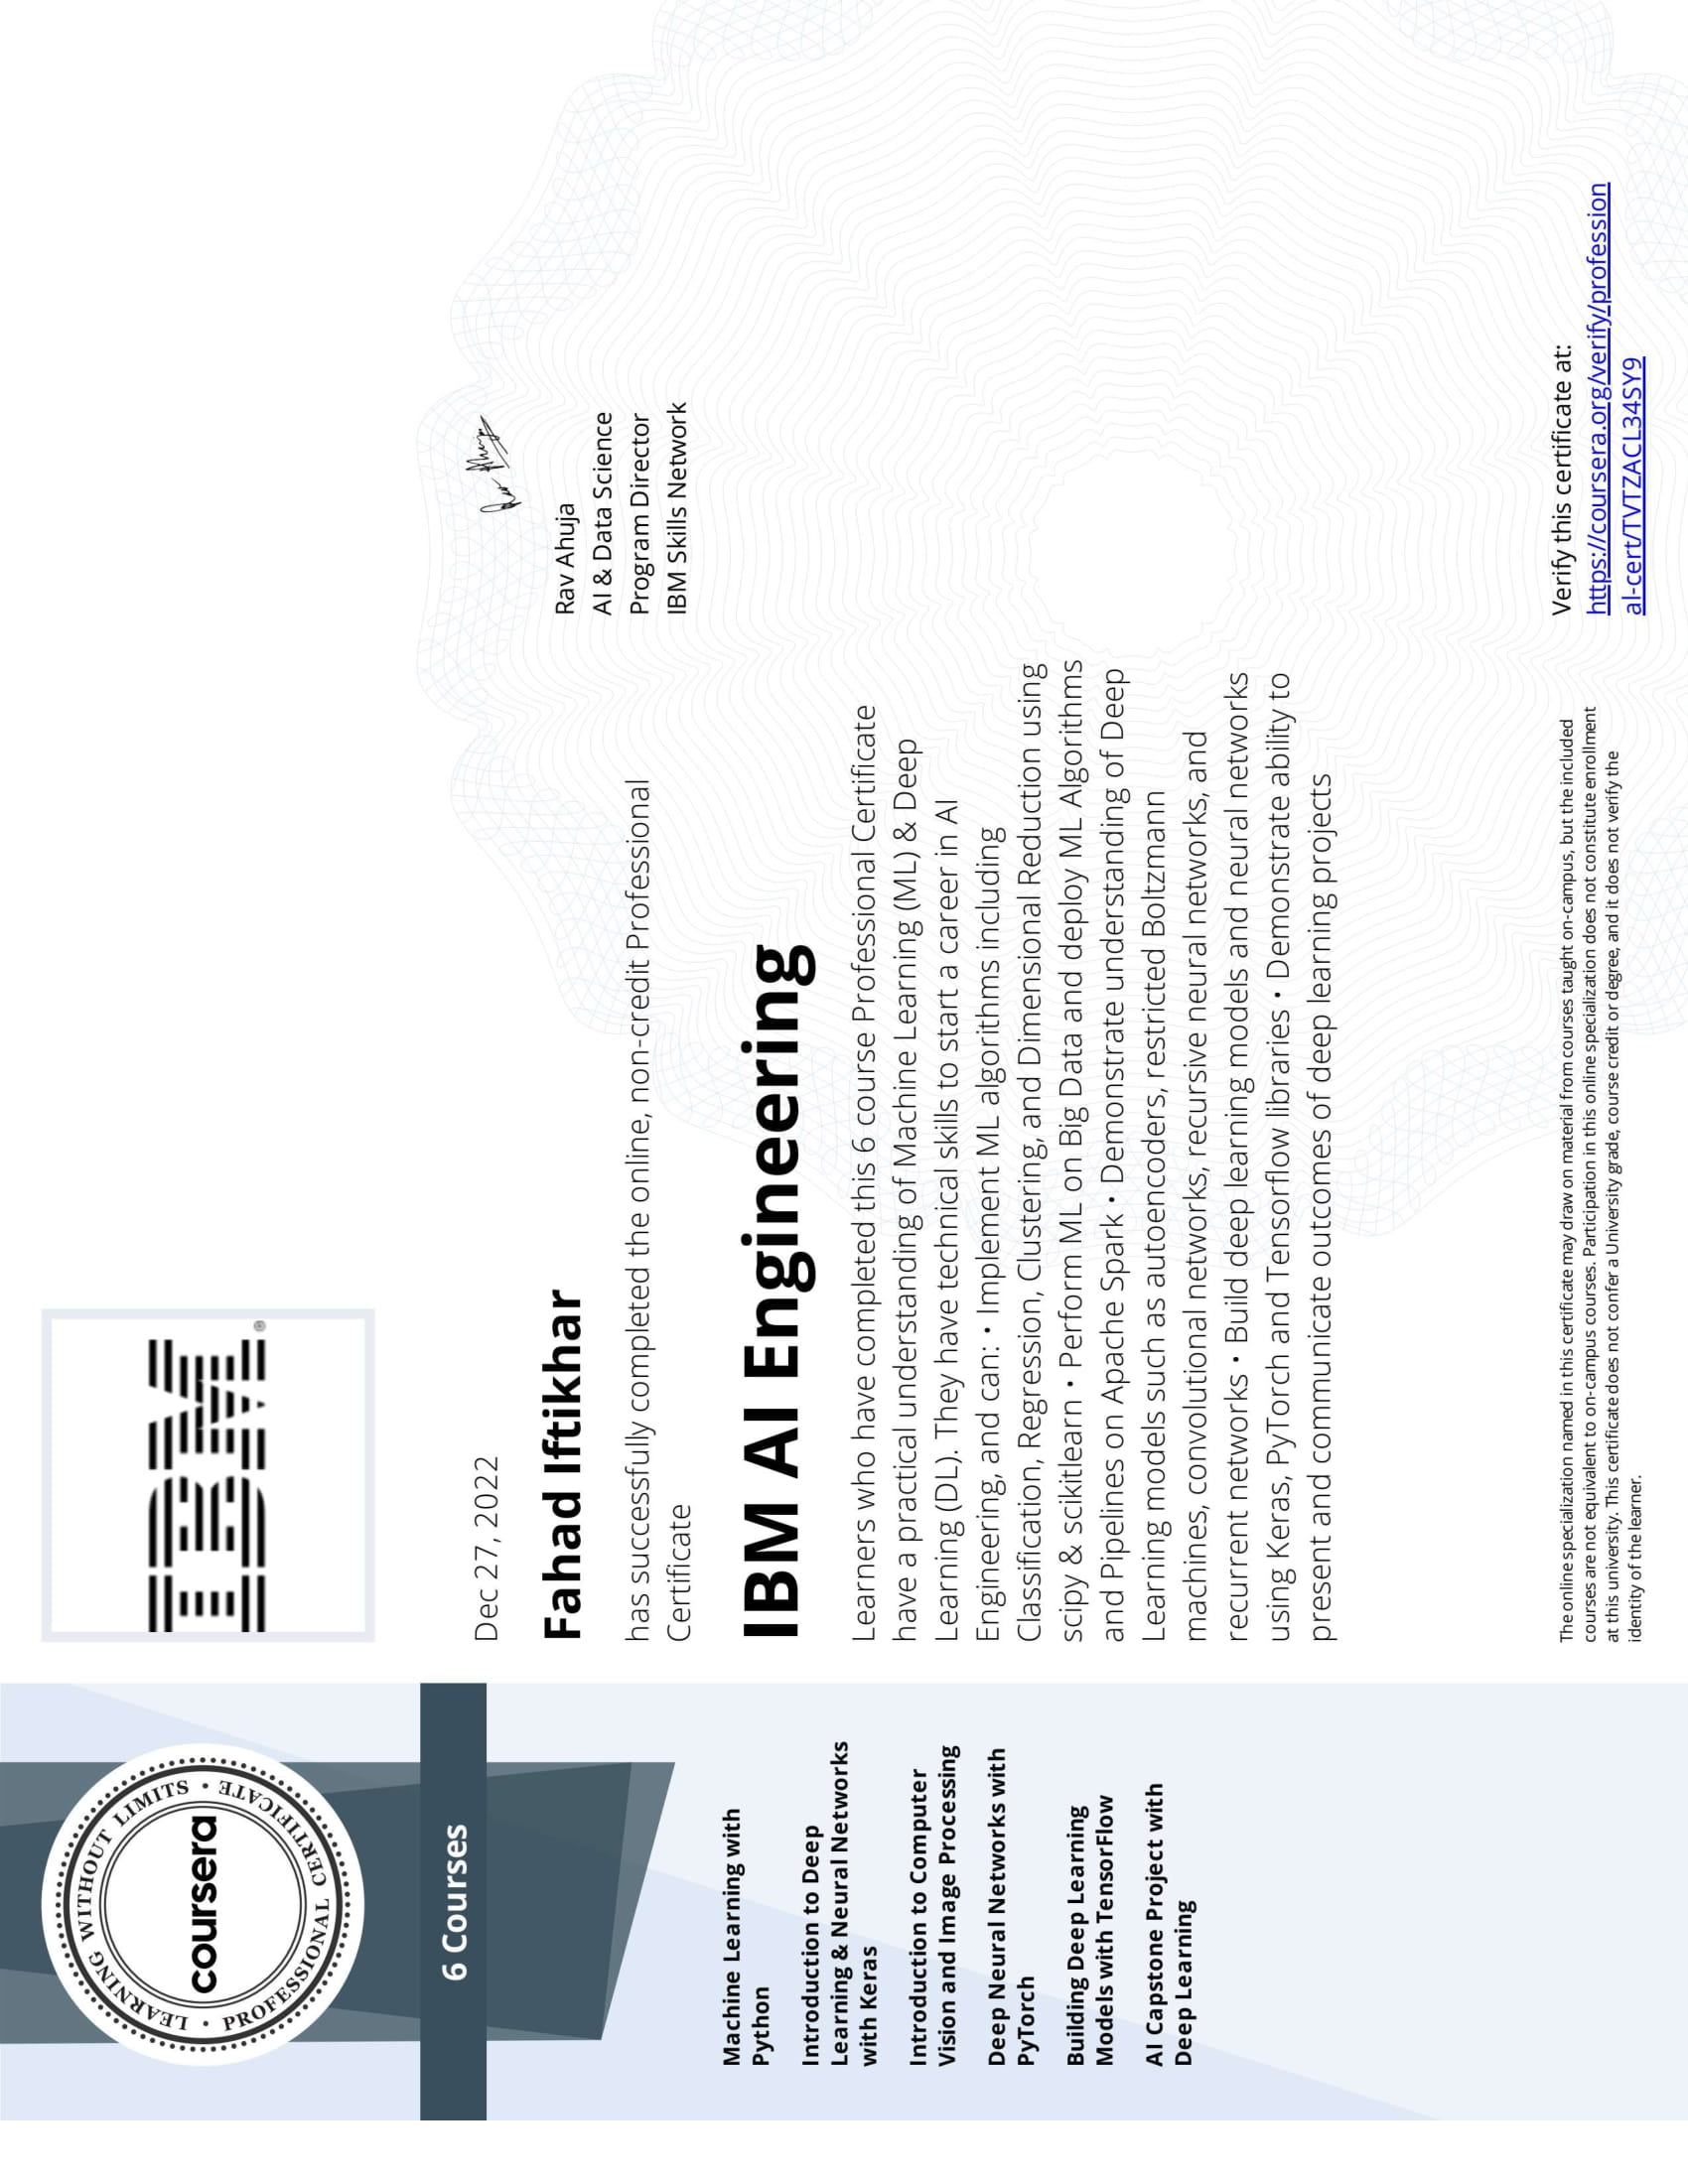 LEARNING WITHOUT LIMITS
coursera
PROFESSIONAL CERTIFICATE
6 Courses
Machine Learning with
Python
Introduction to Deep
Learning & Neural Networks
with Keras
Introduction to Computer
Vision and Image Processing
Deep Neural Networks with
PyTorch
Building Deep Learning
Models with TensorFlow
AI Capstone Project with
Deep Learning
IBM®
Dec 27, 2022
Fahad Iftikhar
has successfully completed the online, non-credit Professional
Certificate
IBM AI Engineering
Learners who have completed this 6 course Professional Certificate
have a practical understanding of Machine Learning (ML) & Deep
Learning (DL). They have technical skills to start a career in AI
Engineering, and can: • Implement ML algorithms including
Classification, Regression, Clustering, and Dimensional Reduction using
scipy & scikitlearn • Perform ML on Big Data and deploy ML Algorithms
and Pipelines on Apache Spark • Demonstrate understanding of Deep
Learning models such as autoencoders, restricted Boltzmann
machines, convolutional networks, recursive neural networks, and
recurrent networks • Build deep learning models and neural networks
using Keras, PyTorch and Tensorflow libraries • Demonstrate ability to
present and communicate outcomes of deep learning projects
The online specialization named in this certificate may draw on material from courses taught on-campus, but the included
courses are not equivalent to on-campus courses. Participation in this online specialization does not constitute enrollment
at this university. This certificate does not confer a University grade, course credit or degree, and it does not verify the
identity of the learner.
Rav Ahuja
Rav Ahuja
AI & Data Science
Program Director
IBM Skills Network
Verify this certificate at:
https://coursera.org/verify/profession
al-cert/TVTZACL34SY9